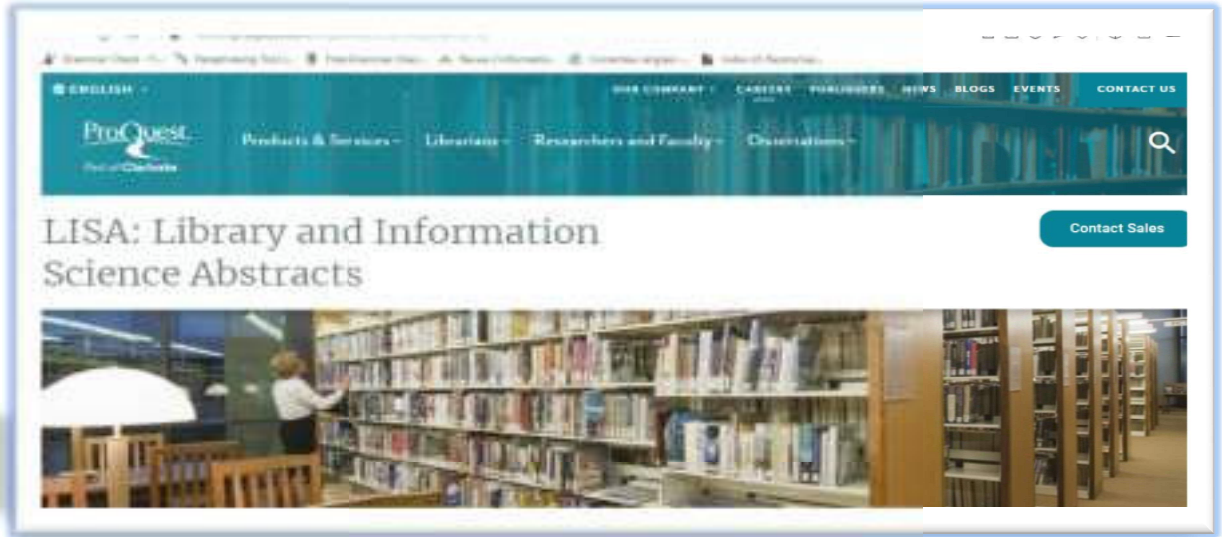 ENGLISH
OUR COMPANY CAREERS PUBLISHERS NEWS BLOGS EVENTS CONTACT US
ProQuest
Part of Clarivate
Products & Services Librarians Researchers and Faculty Dissertations
LISA: Library and Information
Science Abstracts
Contact Sales